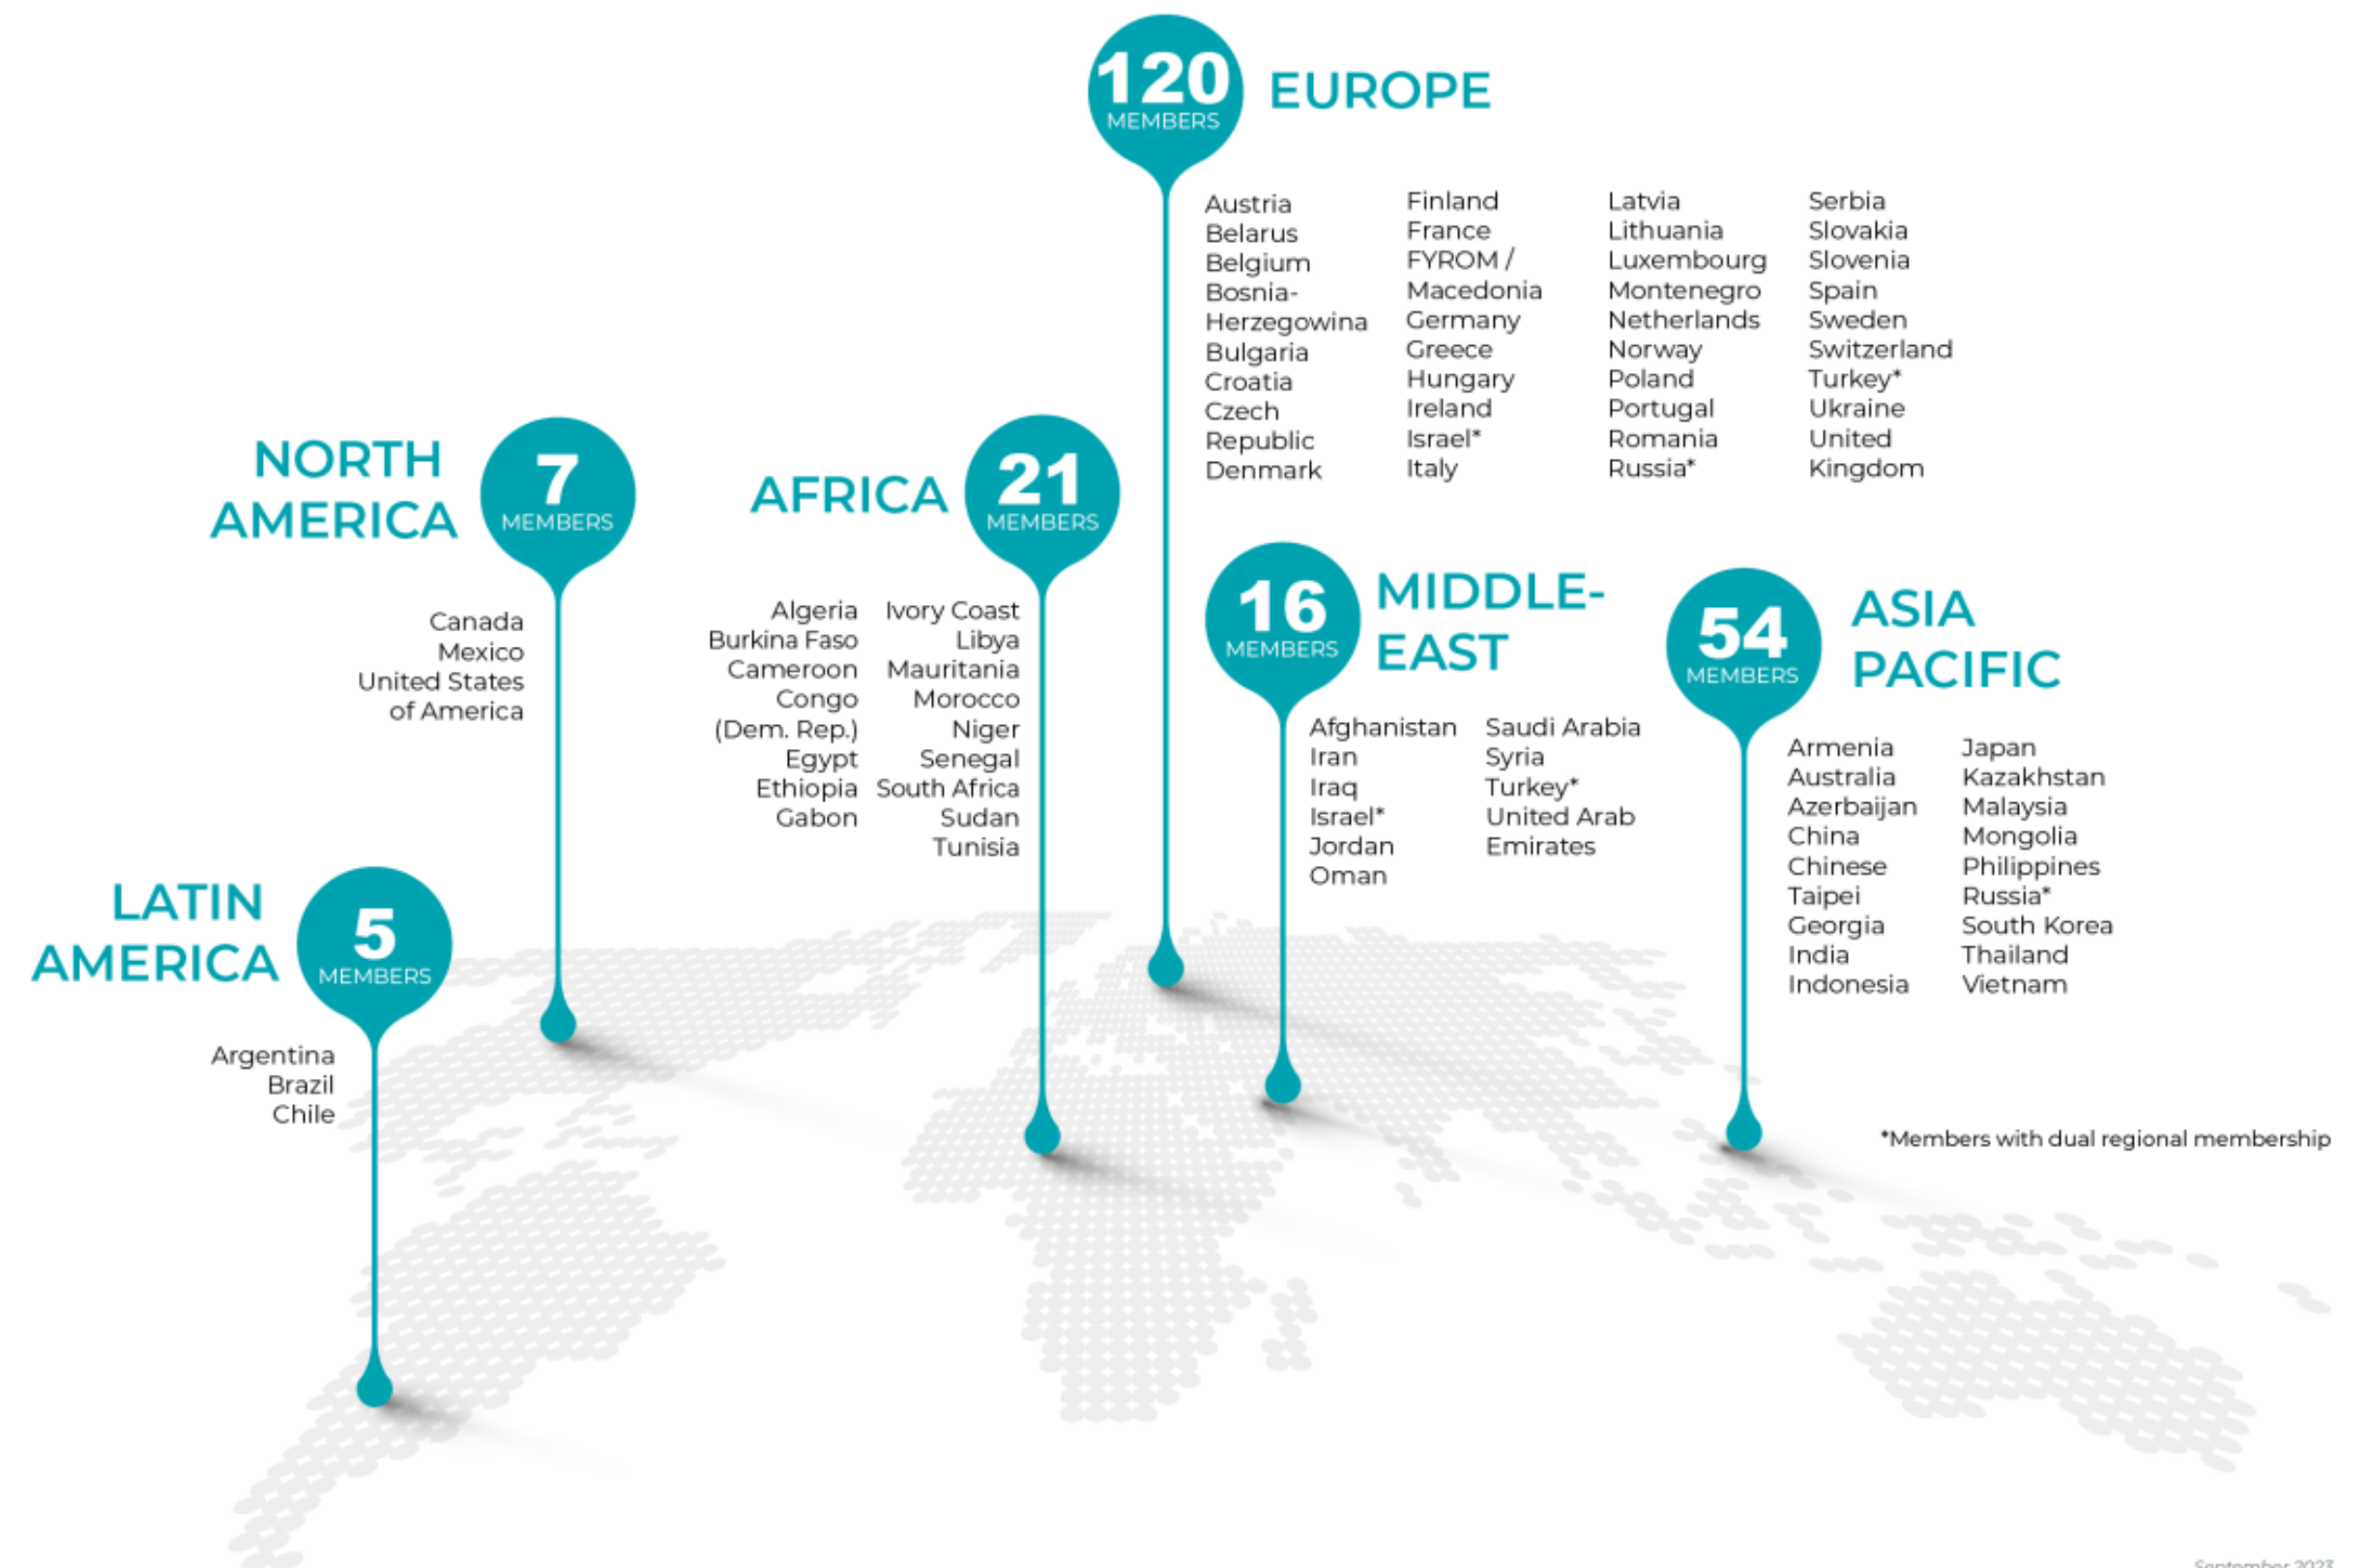 120
MEMBERS
EUROPE
Austria
Belarus
Belgium
Bosnia-
Herzegowina
Bulgaria
Croatia
Czech
Republic
Denmark
Finland
France
FYROM /
Macedonia
Germany
Greece
Hungary
Ireland
Israel*
Italy
Latvia
Lithuania
Luxembourg
Montenegro
Netherlands
Norway
Poland
Portugal
Romania
Russia*
Serbia
Slovakia
Slovenia
Spain
Sweden
Switzerland
Turkey*
Ukraine
United
Kingdom
NORTH
AMERICA
7
MEMBERS
Canada
Mexico
United States
of America
AFRICA
21
MEMBERS
Algeria
Burkina Faso
Cameroon
Congo
(Dem. Rep.)
Egypt
Ethiopia
Gabon
Ivory Coast
Libya
Mauritania
Morocco
Niger
Senegal
South Africa
Sudan
Tunisia
16
MEMBERS
MIDDLE-
EAST
Afghanistan
Iran
Iraq
Israel*
Jordan
Oman
Saudi Arabia
Syria
Turkey*
United Arab
Emirates
54
MEMBERS
ASIA
PACIFIC
Armenia
Australia
Azerbaijan
China
Chinese
Taipei
Georgia
India
Indonesia
Japan
Kazakhstan
Malaysia
Mongolia
Philippines
Russia*
South Korea
Thailand
Vietnam
LATIN
AMERICA
5
MEMBERS
Argentina
Brazil
Chile
*Members with dual regional membership
September 2023